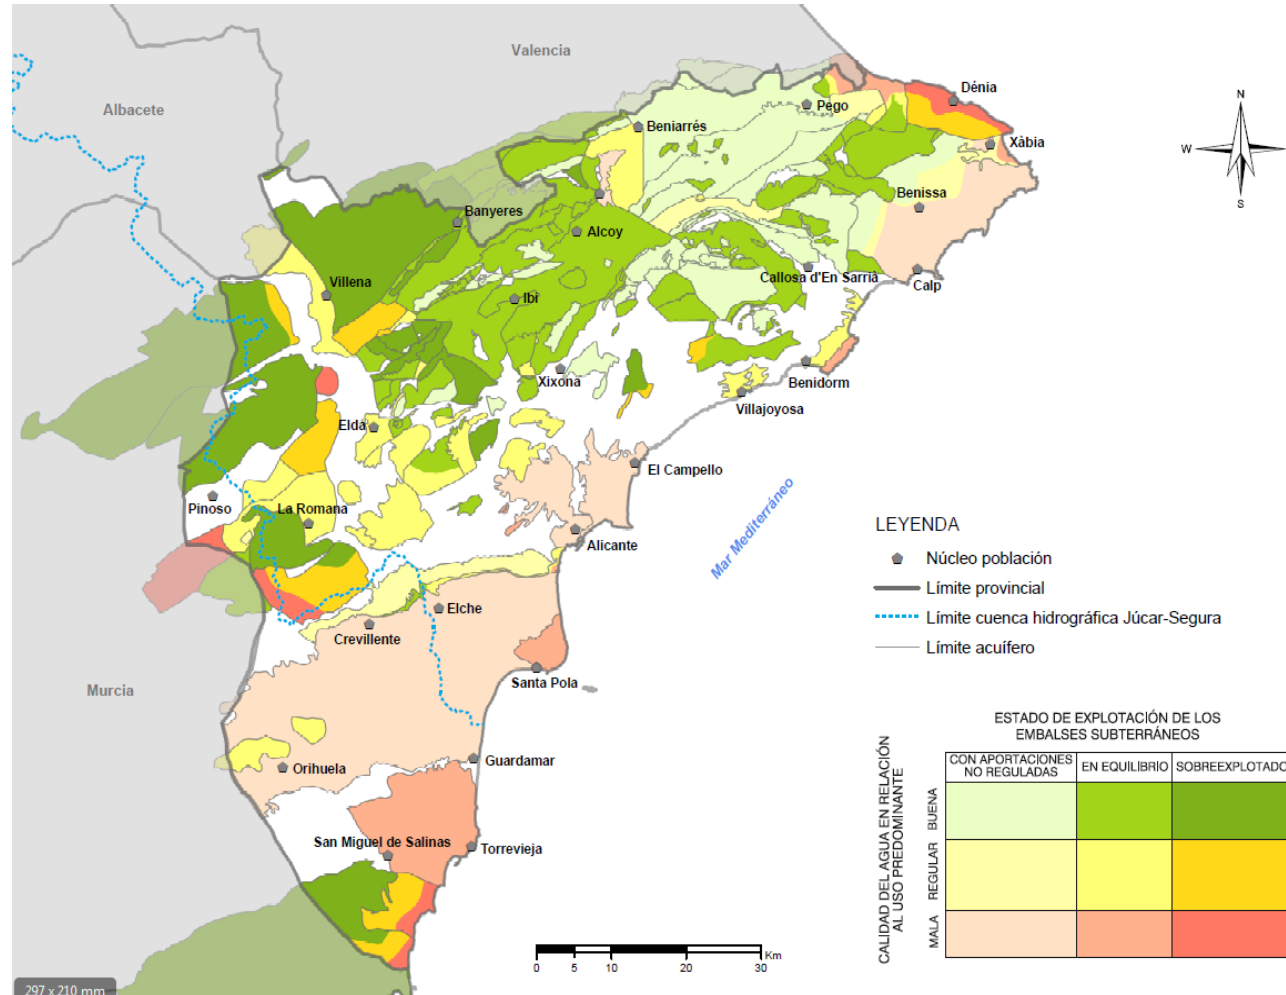 Valencia
Albacete
Dénia
Pego
Beniarrés
Xàbia
N
W
E
S
Benissa
Banyeres
Alcoy
Callosa d'En Sarrià
Calp
Villena
Ibi
Xixona
Benidorm
Villajoyosa
Elda
El Campello
Mar Mediterráneo
Pinoso
La Romana
Alicante
Elche
Crevillente
Santa Pola
Murcia
Guardamar
Orihuela
San Miguel de Salinas
Torrevieja
LEYENDA
Núcleo población
Límite provincial
Límite cuenca hidrográfica Júcar-Segura
Límite acuífero
ESTADO DE EXPLOTACIÓN DE LOS
EMBALSES SUBTERRÁNEOS
CON APORTACIONES
NO REGULADAS
EN EQUILIBRIO
SOBREEXPLOTADO
CALIDAD DEL AGUA EN RELACIÓN
AL USO PREDOMINANTE
BUENA
REGULAR
MALA
0 5 10 20 30 Km
297 x 210 mm